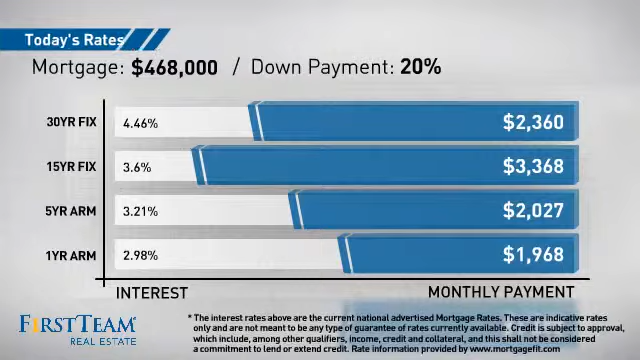 Today's Rates
Mortgage: $468,000 / Down Payment: 20%
30YR FIX 4.46% $2,360
15YR FIX 3.6% $3,368
5YR ARM 3.21% $2,027
1YR ARM 2.98% $1,968
INTEREST MONTHLY PAYMENT
FIRSTTEAM®
REAL ESTATE
* The interest rates above are the current national advertised Mortgage Rates. These are indicative rates
only and are not meant to be any type of guarantee of rates currently available. Credit is subject to approval,
which include, among other qualifiers, income, credit and collateral, and this shall not be considered
a commitment to lend or extend credit. Rate information provided by www.mortgagefit.com